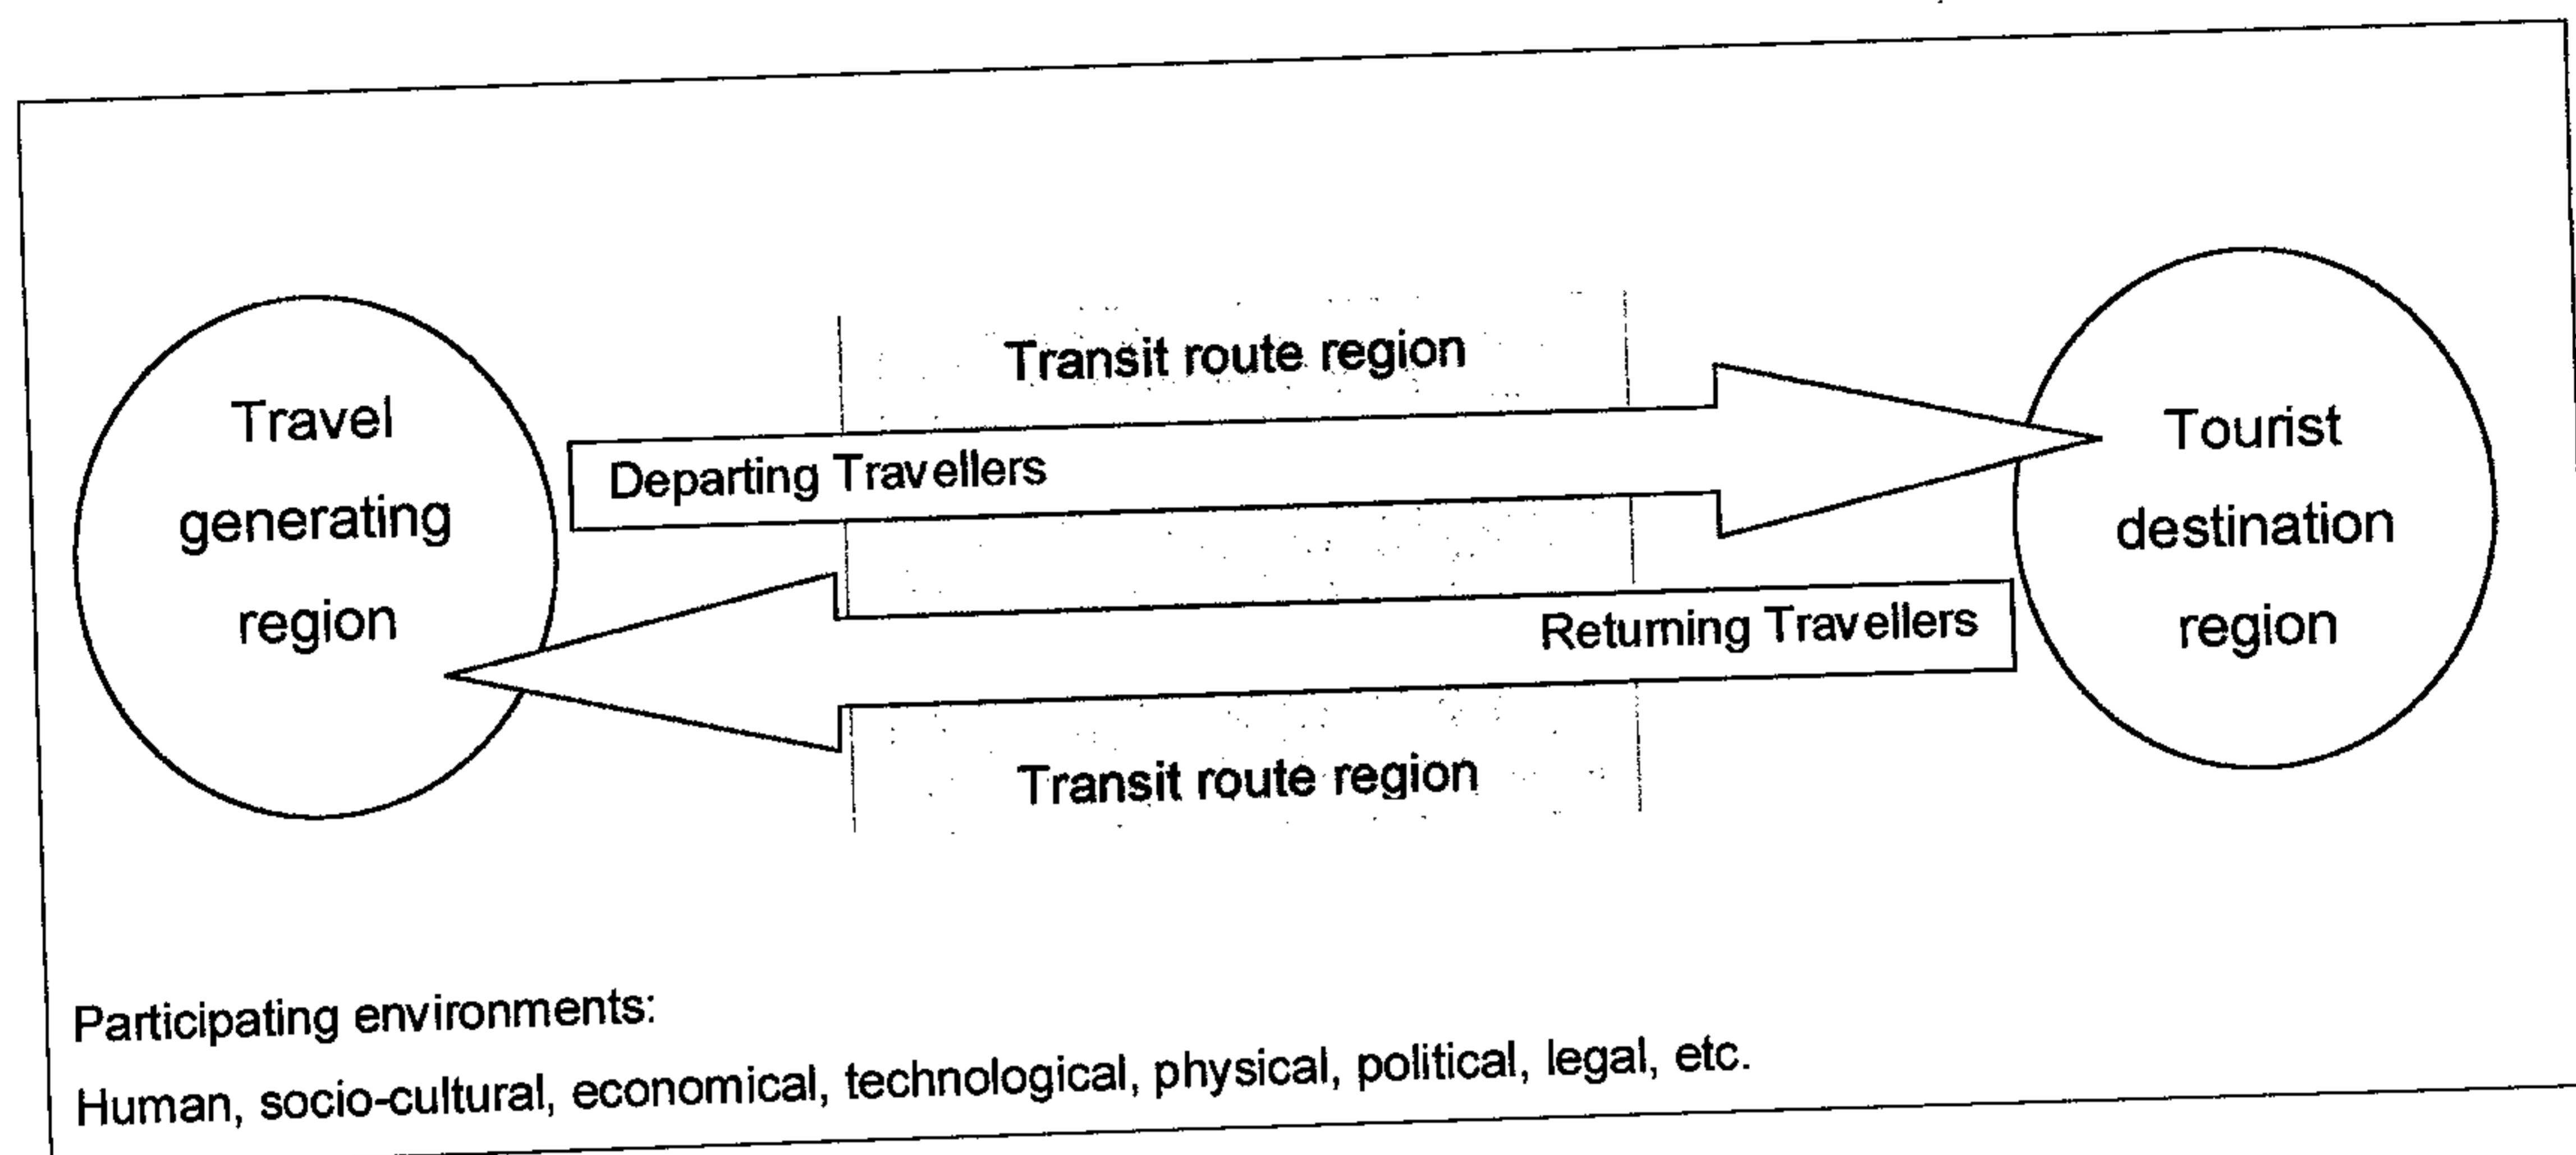 Transit route region
Travel
generating
region
Departing Travellers
Tourist
destination
region
Returning Travellers
Transit route region
Participating environments:
Human, socio-cultural, economical, technological, physical, political, legal, etc.